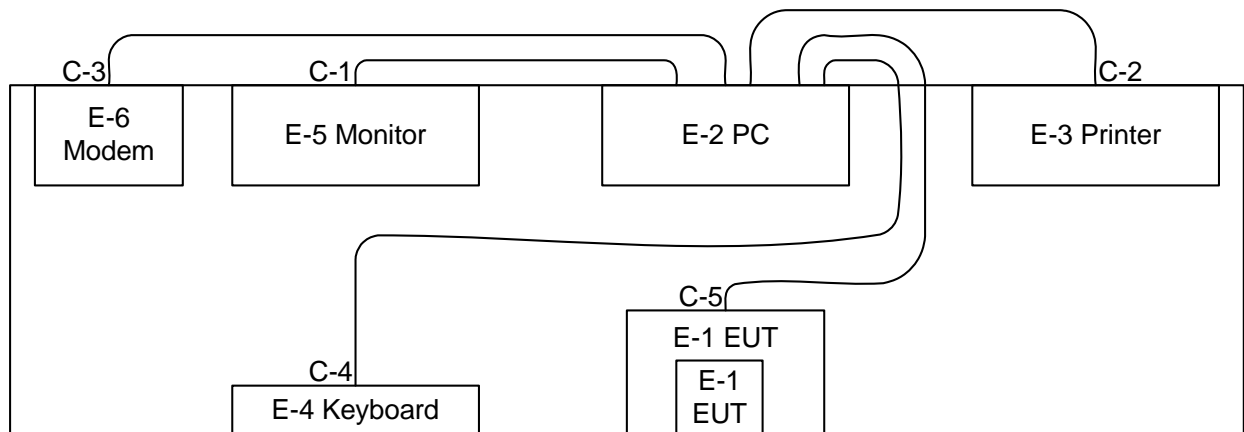 C-3
C-1
C-2
E-6
Modem
E-5 Monitor
E-2 PC
E-3 Printer
C-5
E-1 EUT
C-4
E-4 Keyboard
E-1
EUT